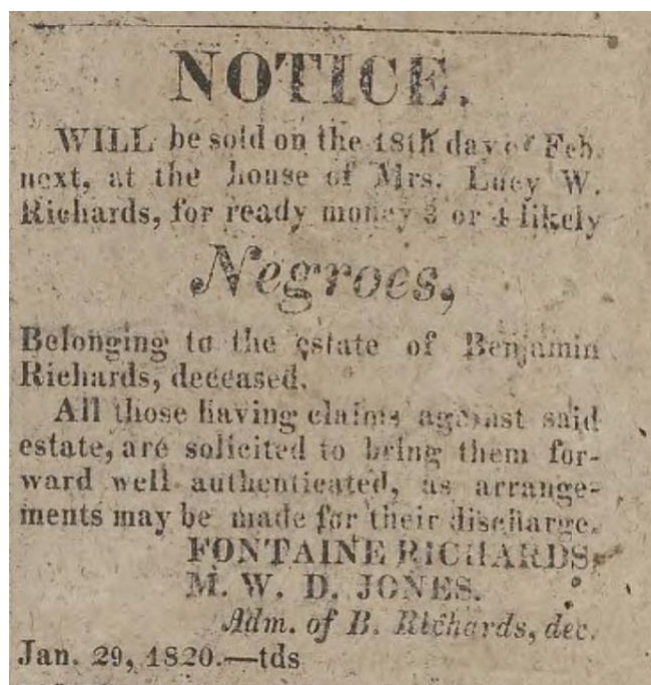 NOTICE.
WILL be sold on the 18th day of Feb.
next, at the house of Mrs. Lucy W.
Richards, for ready money 3 or 4 likely
Negroes,
Belonging to the estate of Benjamin
Richards, deceased.
All those having claims against said
estate, are solicited to bring them for-
ward well authenticated, as arrange-
ments may be made for their discharge.
FONTAINE RICHARDS,
M. W. D. JONES.
Adm. of B. Richards, dec.
Jan. 29, 1820.—tds